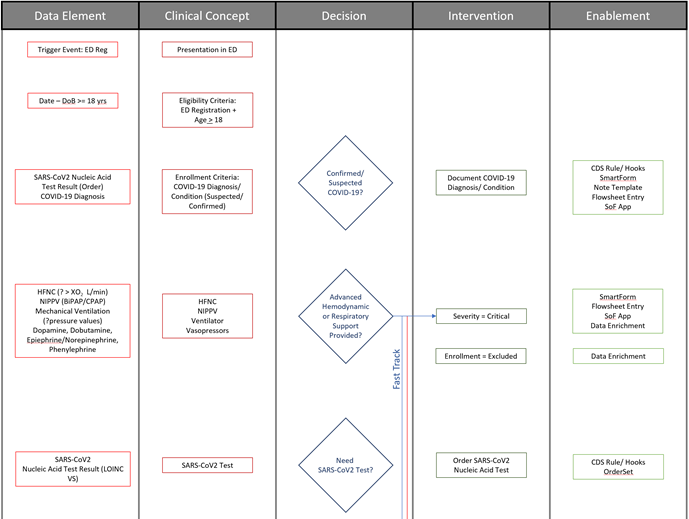 Data Element
Clinical Concept
Decision
Intervention
Enablement
Trigger Event: ED Reg
Presentation in ED
Date – DoB >= 18 yrs
Eligibility Criteria:
ED Registration +
Age > 18
SARS-CoV2 Nucleic Acid
Test Result (Order)
COVID-19 Diagnosis
Enrollment Criteria:
COVID-19 Diagnosis/
Condition (Suspected/
Confirmed)
Confirmed/
Suspected
COVID-19?
Document COVID-19
Diagnosis/ Condition
CDS Rule/ Hooks
SmartForm
Note Template
Flowsheet Entry
SoF App
HFNC (? > XO2 L/min)
NIPPV (BiPAP/CPAP)
Mechanical Ventilation
(?pressure values)
Dopamine, Dobutamine,
Epiephrine/Norepinephrine,
Phenylephrine
HFNC
NIPPV
Ventilator
Vasopressors
Advanced
Hemodynamic
or Respiratory
Support
Provided?
Severity = Critical
SmartForm
Flowsheet Entry
SoF App
Data Enrichment
Enrollment = Excluded
Data Enrichment
Fast Track
SARS-CoV2
Nucleic Acid Test Result (LOINC
VS)
SARS-CoV2 Test
Need
SARS-CoV2 Test?
Order SARS-CoV2
Nucleic Acid Test
CDS Rule/ Hooks
OrderSet